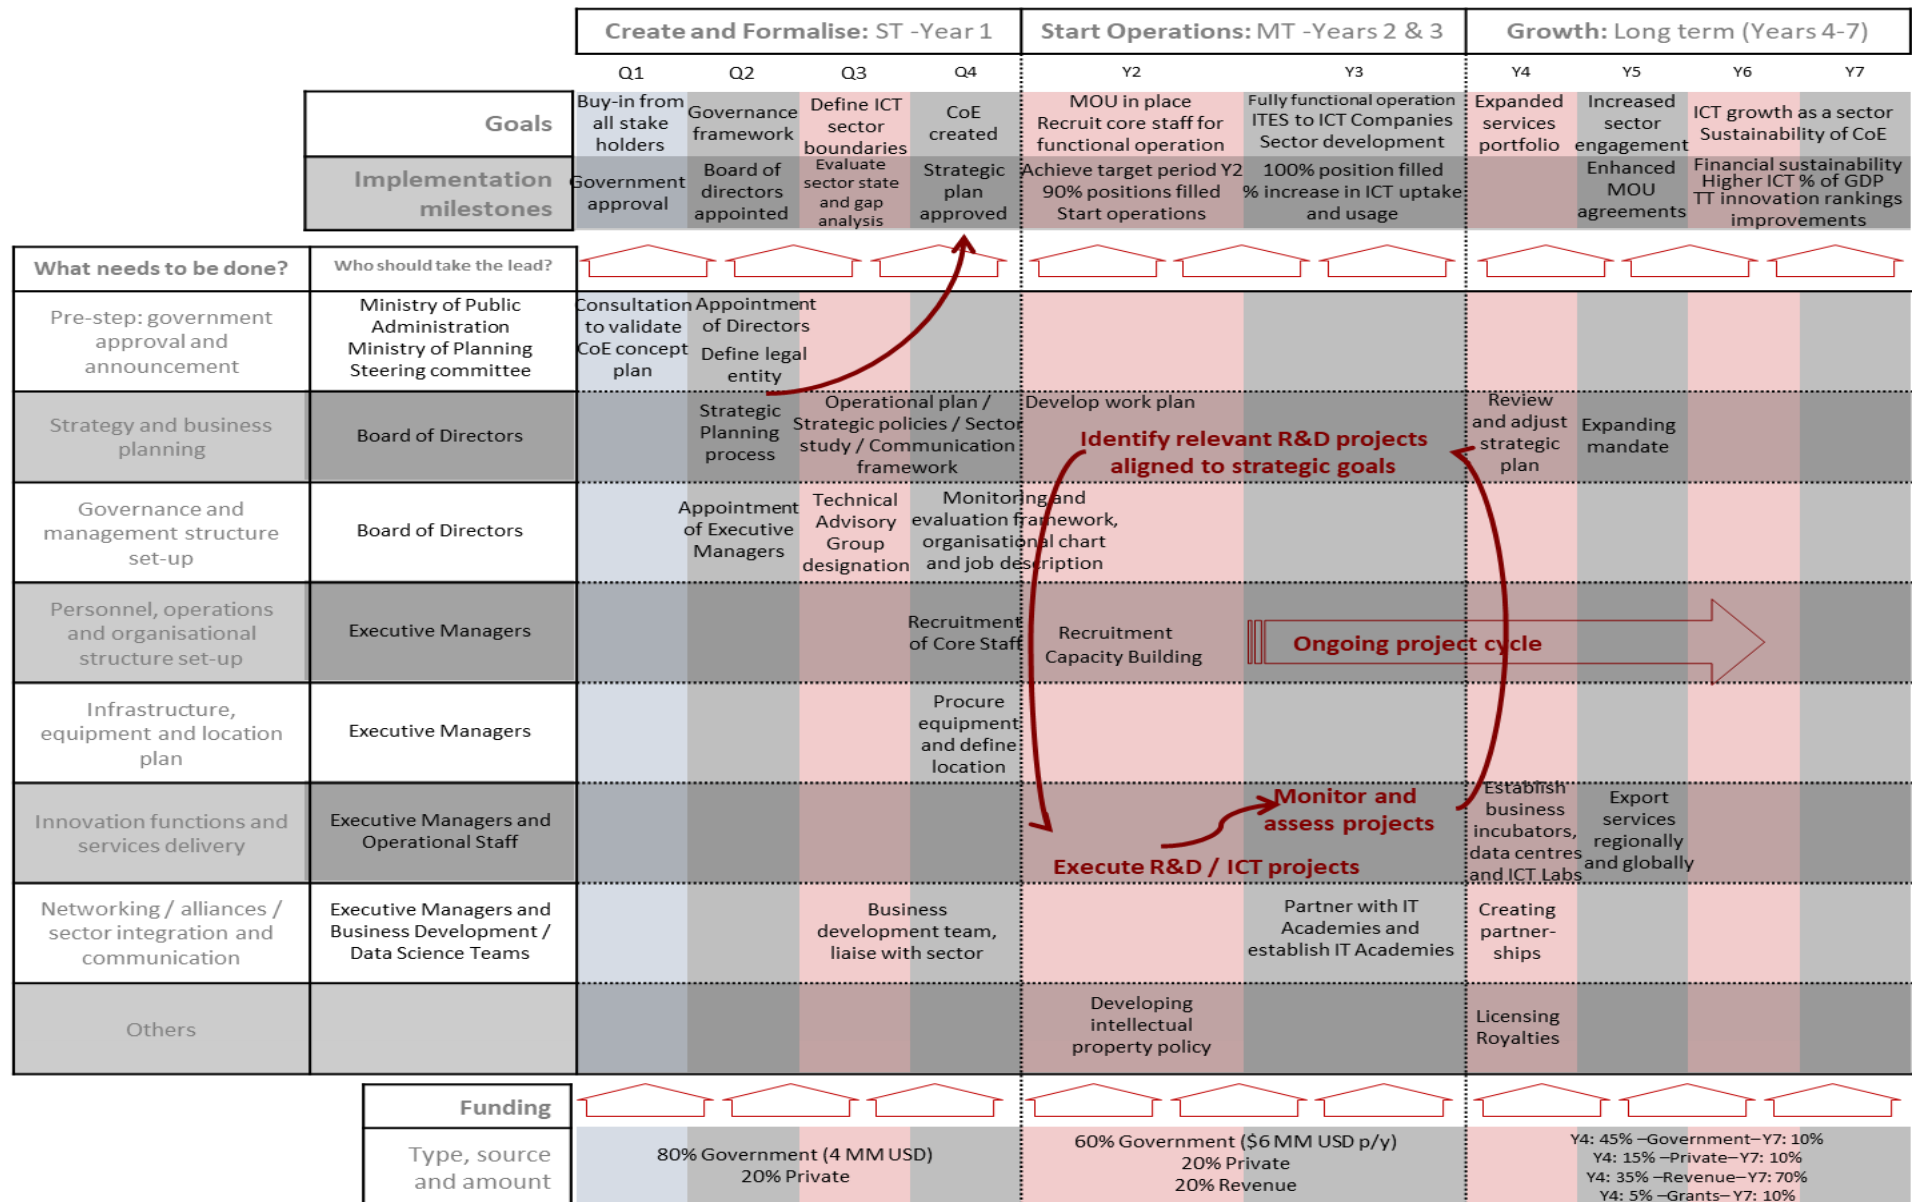 Create and Formalise: ST -Year 1
Start Operations: MT -Years 2 & 3
Growth: Long term (Years 4-7)
Q1
Q2
Q3
Q4
Y2
Y3
Y4
Y5
Y6
Y7
Goals
Buy-in from
all stake
holders
Governance
framework
Define ICT
sector
boundaries
CoE
created
MOU in place
Recruit core staff for
functional operation
Fully functional operation
ITES to ICT Companies
Sector development
Expanded
services
portfolio
Increased
sector
engagement
ICT growth as a sector
Sustainability of CoE
Implementation
milestones
Government
approval
Board of
directors
appointed
Evaluate
sector state
and gap
analysis
Strategic
plan
approved
Achieve target period Y2
90% positions filled
Start operations
100% position filled
% increase in ICT uptake
and usage
Enhanced
MOU
agreements
Financial sustainability
Higher ICT % of GDP
TT innovation rankings
improvements
What needs to be done?
Who should take the lead?
Pre-step: government
approval and
announcement
Ministry of Public
Administration
Ministry of Planning
Steering committee
Consultation
to validate
CoE concept
plan
Appointment
of Directors
Define legal
entity
Strategy and business
planning
Board of Directors
Strategic
Planning
process
Operational plan /
Strategic policies / Sector
study / Communication
framework
Develop work plan
Identify relevant R&D projects
aligned to strategic goals
Review
and adjust
strategic
plan
Expanding
mandate
Governance and
management structure
set-up
Board of Directors
Appointment
of Executive
Managers
Technical
Advisory
Group
designation
Monitoring and
evaluation framework,
organisational chart
and job description
Personnel, operations
and organisational
structure set-up
Executive Managers
Recruitment
of Core Staff
Recruitment
Capacity Building
Ongoing project cycle
Infrastructure,
equipment and location
plan
Executive Managers
Procure
equipment
and define
location
Innovation functions and
services delivery
Executive Managers and
Operational Staff
Execute R&D / ICT projects
Monitor and
assess projects
Establish
business
incubators,
data centres
and ICT Labs
Export
services
regionally
and globally
Networking / alliances /
sector integration and
communication
Executive Managers and
Business Development /
Data Science Teams
Business
development team,
liaise with sector
Partner with IT
Academies and
establish IT Academies
Creating
partner-
ships
Others
Developing
intellectual
property policy
Licensing
Royalties
Funding
Type, source
and amount
80% Government (4 MM USD)
20% Private
60% Government ($6 MM USD p/y)
20% Private
20% Revenue
Y4: 45% –Government–Y7: 10%
Y4: 15% –Private–Y7: 10%
Y4: 35% –Revenue–Y7: 70%
Y4: 5% –Grants–Y7: 10%